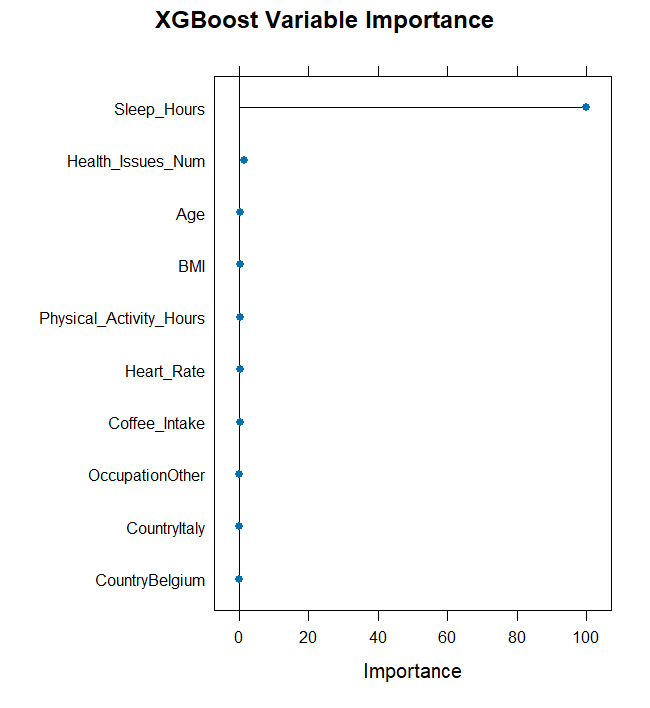 XGBoost Variable Importance
Sleep_Hours
Health_Issues_Num
Age
BMI
Physical_Activity_Hours
Heart_Rate
Coffee_Intake
OccupationOther
CountryItaly
CountryBelgium
0 20 40 60 80 100
Importance